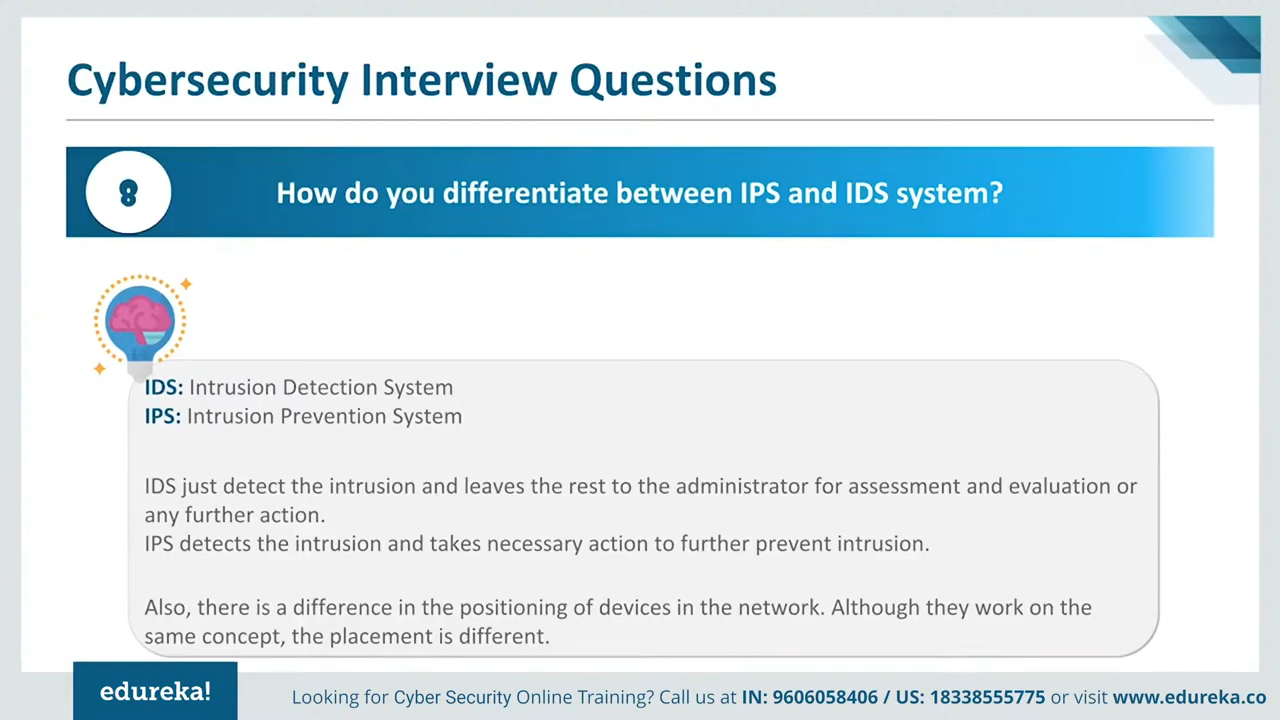 Cybersecurity Interview Questions
8
How do you differentiate between IPS and IDS system?
IDS: Intrusion Detection System
IPS: Intrusion Prevention System
IDS just detect the intrusion and leaves the rest to the administrator for assessment and evaluation or
any further action.
IPS detects the intrusion and takes necessary action to further prevent intrusion.
Also, there is a difference in the positioning of devices in the network. Although they work on the
same concept, the placement is different.
edureka!
Looking for Cyber Security Online Training? Call us at IN: 9606058406 / US: 18338555775 or visit www.edureka.co